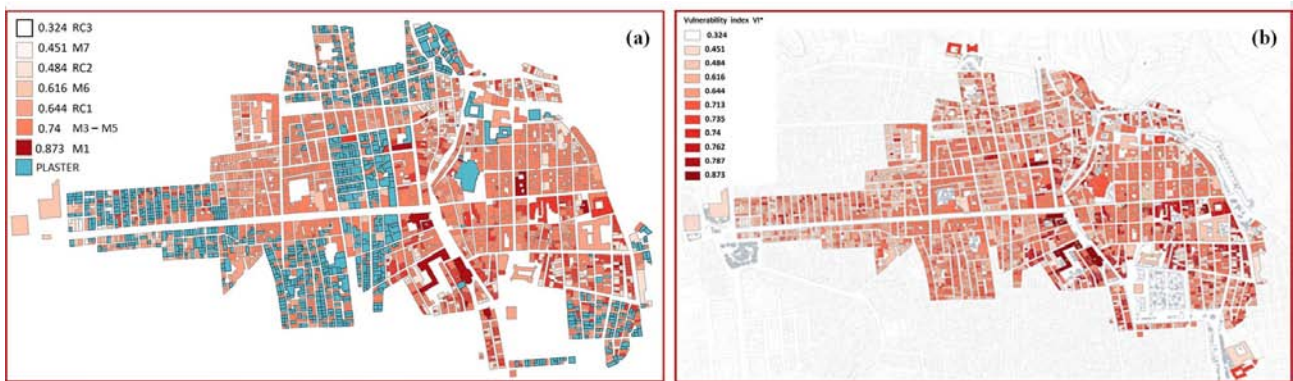 0.324 RC3
0.451 M7
0.484 RC2
0.616 M6
0.644 RC1
0.74 M3 – M5
0.873 M1
PLASTER
(a)
Vulnerability index VI*
0.324
0.451
0.484
0.616
0.644
0.713
0.735
0.74
0.762
0.787
0.873
(b)